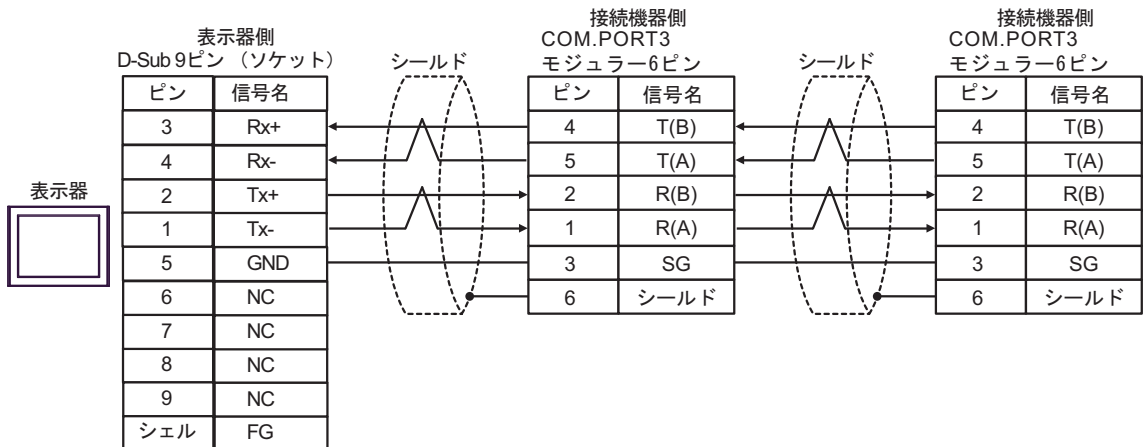 表示器
表示器側
D-Sub 9ピン (ソケット)
ピン 信号名
3 Rx+
4 Rx-
2 Tx+
1 Tx-
5 GND
6 NC
7 NC
8 NC
9 NC
シェル FG
シールド
接続機器側
COM.PORT3
モジュラー6ピン
ピン 信号名
4 T(B)
5 T(A)
2 R(B)
1 R(A)
3 SG
6 シールド
シールド
接続機器側
COM.PORT3
モジュラー6ピン
ピン 信号名
4 T(B)
5 T(A)
2 R(B)
1 R(A)
3 SG
6 シールド